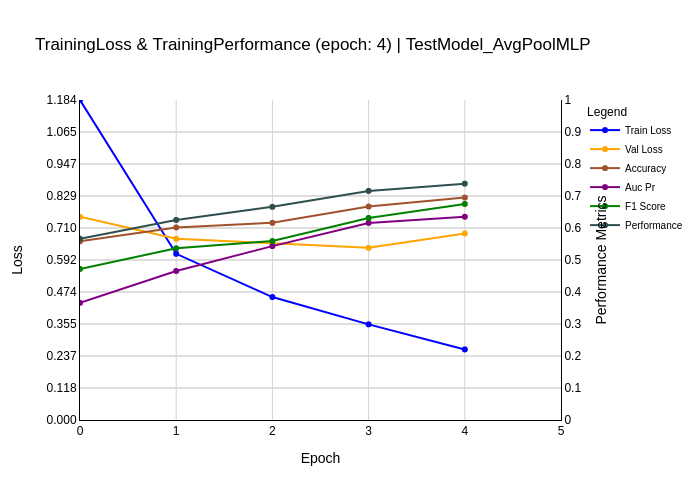 TrainingLoss & TrainingPerformance (epoch: 4) | TestModel_AvgPoolMLP
1.184
1.065
0.947
0.829
0.710
0.592
0.474
0.355
0.237
0.118
0.000
Loss
0
1
2
3
4
5
Epoch
1
0.9
0.8
0.7
0.6
0.5
0.4
0.3
0.2
0.1
0
Performance Metrics
Legend
Train Loss
Val Loss
Accuracy
Auc Pr
F1 Score
Performance